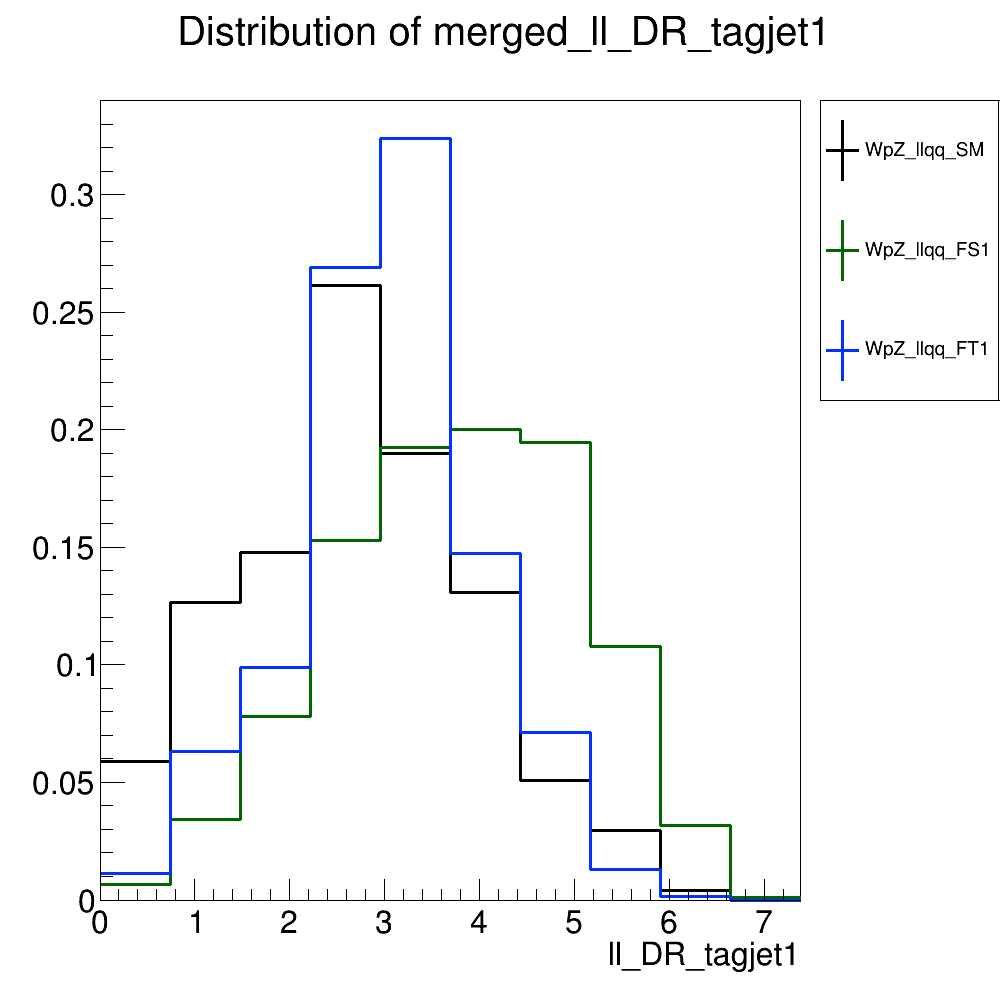 Distribution of merged_ll_DR_tagjet1
WpZ_llqq_SM
WpZ_llqq_FS1
WpZ_llqq_FT1
0.3
0.25
0.2
0.15
0.1
0.05
0
0 1 2 3 4 5 6 7
ll_DR_tagjet1